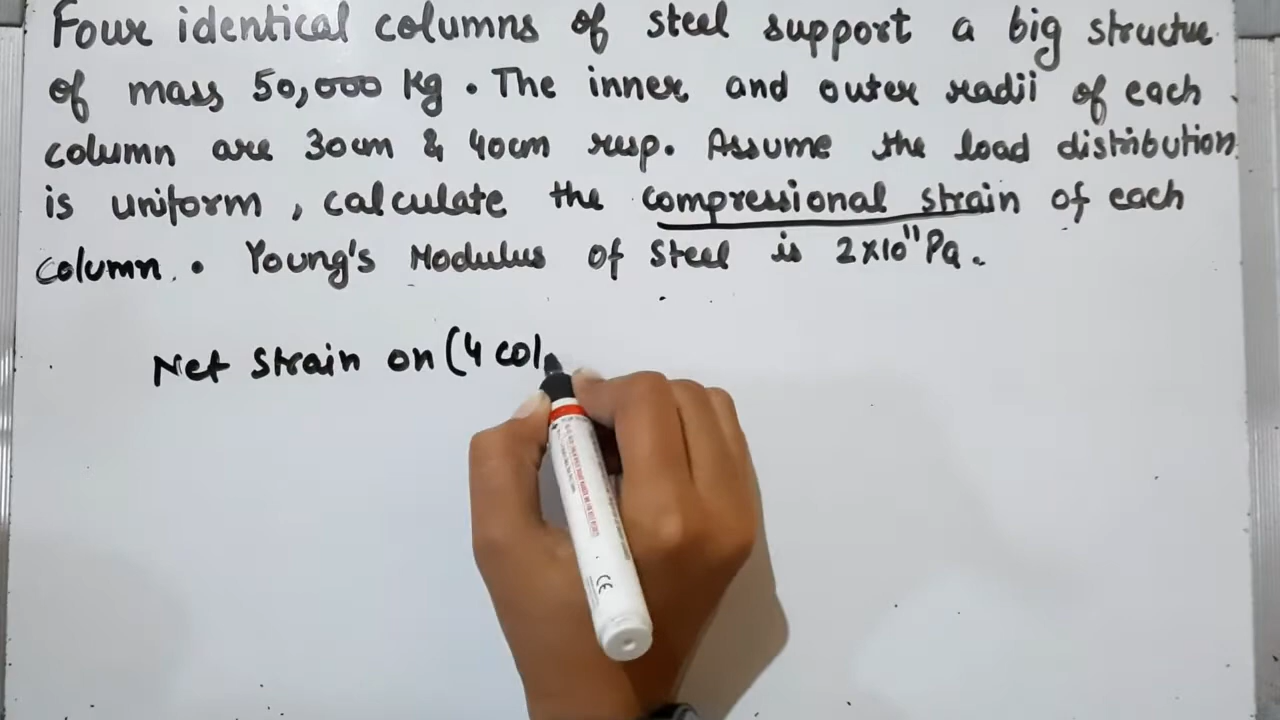 Four identical columns of steel support a big structue
of mass 50,000 Kg. The inner and outer radii of each
column are 30cm & 40cm resp. Assume the load distribution
is uniform, calculate the compressional strain of each
column. . Young's Modulus of steel is 2×10¹¹ Pa.
Net strain on (4 col
CE